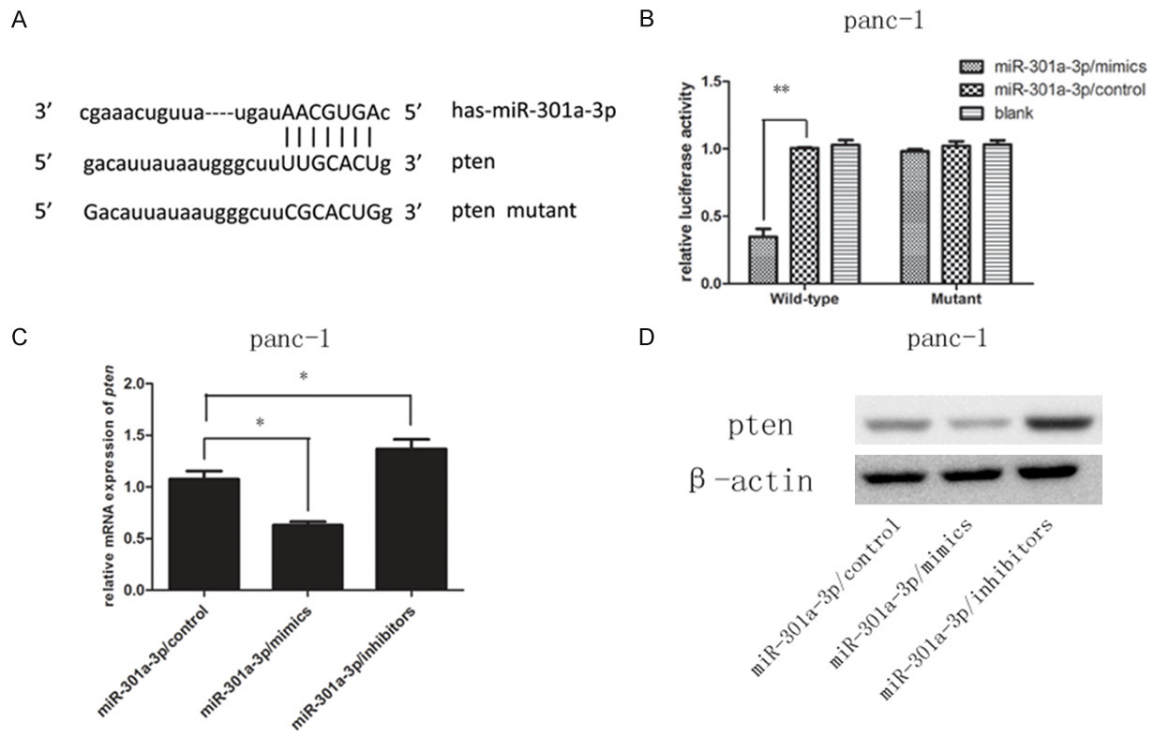 A
3’ cgaaacuguua----ugauAACGUGAc 5’ has-miR-301a-3p
5’ gacauuauaaugggcuuUUGCACUg 3’ pten
5’ Gacauuauaaugggcuu​CGCACUGg 3’ pten mutant
B
panc-1
miR-301a-3p/mimics
miR-301a-3p/control
blank
relative luciferase activity
1.5
1.0
0.5
0.0
**
Wild-type
Mutant
C
panc-1
relative mRNA expression of pten
2.0
1.5
1.0
0.5
0.0
*
*
miR-301a-3p/control
miR-301a-3p/mimics
miR-301a-3p/inhibitors
D
panc-1
pten
β-actin
miR-301a-3p/control
miR-301a-3p/mimics
miR-301a-3p/inhibitors